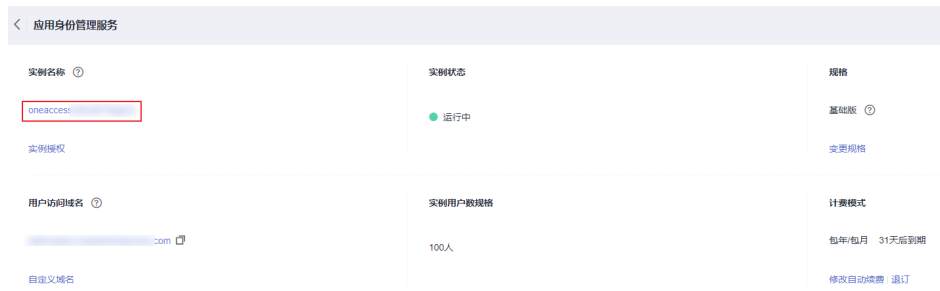 应用身份管理服务
实例名称
实例状态
规格
oneaccess
运行中
基础版
实例授权
变更规格
用户访问域名
实例用户数规格
计费模式
.com
100人
包年/包月 31天后到期
自定义域名
修改自动续费 退订